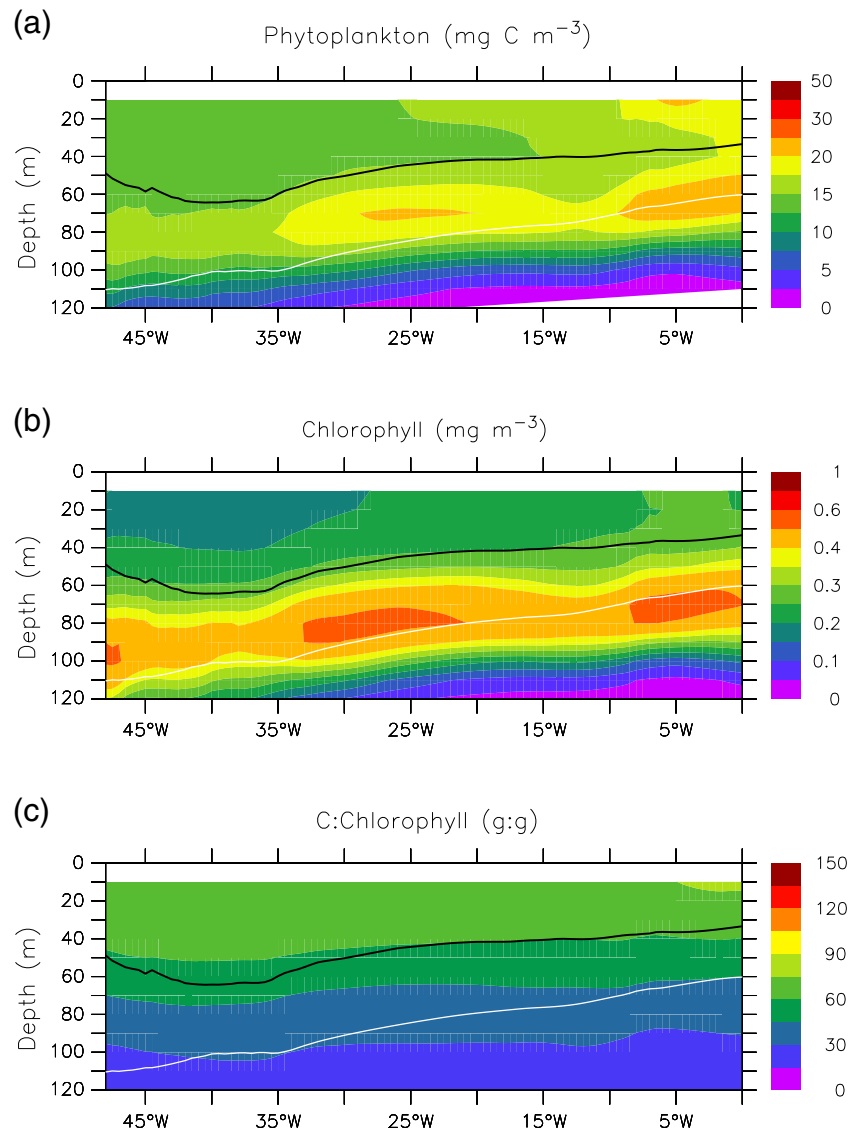 (a)
Phytoplankton (mg C m⁻³)
0
20
40
60
80
100
120
Depth (m)
45°W
35°W
25°W
15°W
5°W
50
30
20
15
10
5
0
(b)
Chlorophyll (mg m⁻³)
0
20
40
60
80
100
120
Depth (m)
45°W
35°W
25°W
15°W
5°W
1
0.6
0.4
0.3
0.2
0.1
0
(c)
C:Chlorophyll (g:g)
0
20
40
60
80
100
120
Depth (m)
45°W
35°W
25°W
15°W
5°W
150
120
90
60
30
0